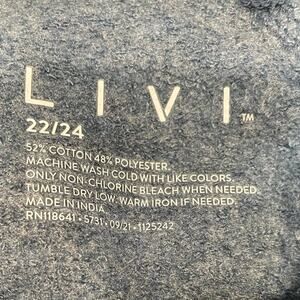 LIVI™
22/24
52% COTTON 48% POLYESTER
MACHINE WASH COLD WITH LIKE COLORS.
ONLY NON-CHLORINE BLEACH WHEN NEEDED.
TUMBLE DRY LOW. WARM IRON IF NEEDED.
MADE IN INDIA
RN118641 • 5731 • 09/21 • 1125242